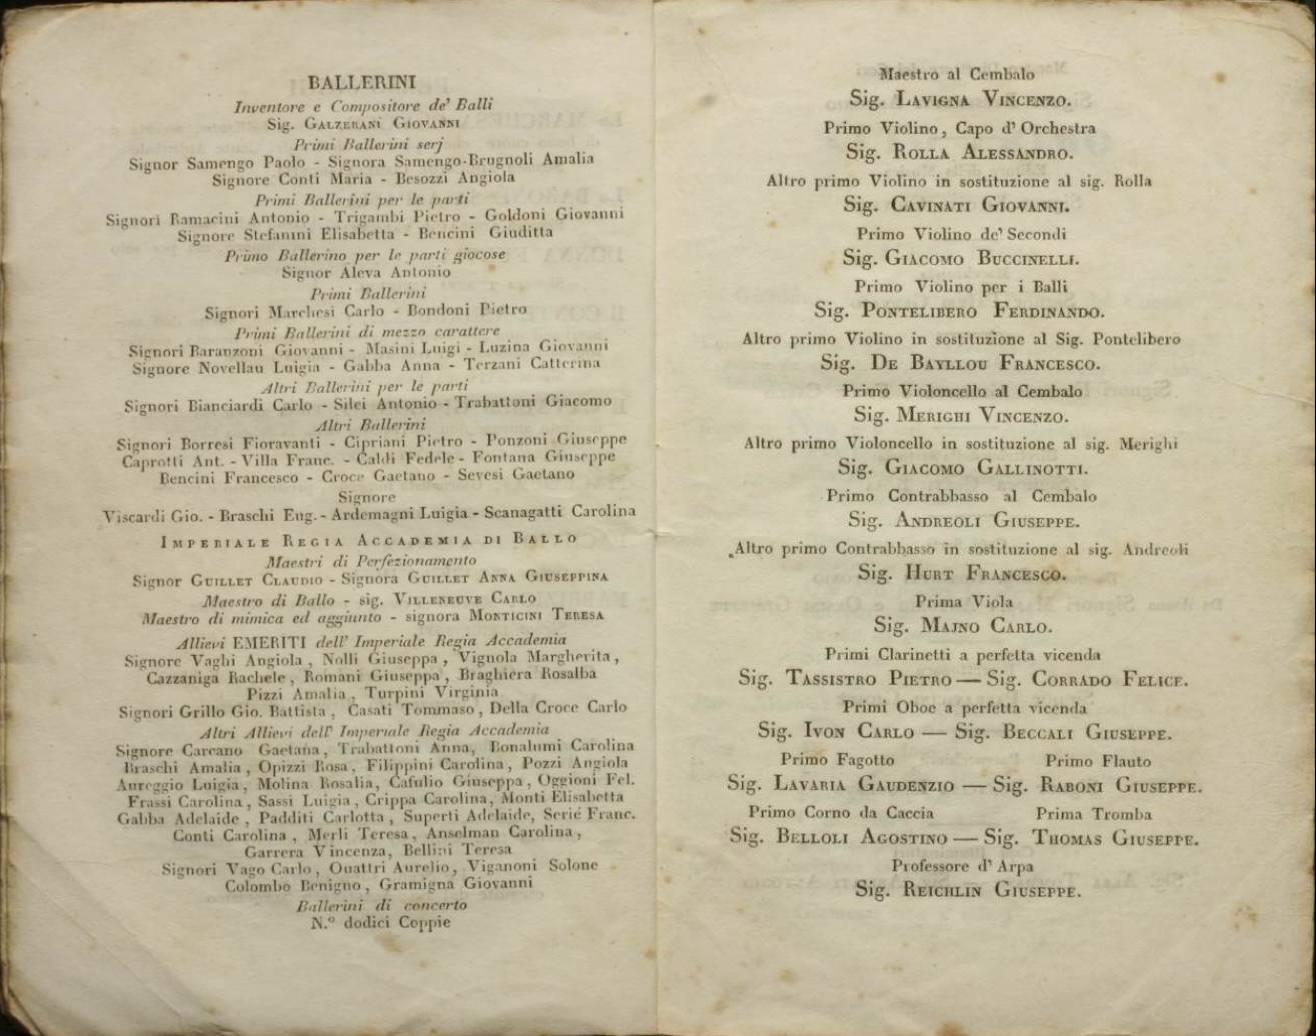 BALLERINI
Inventore e Compositore de' Balli
Sig. GALZERANI GIOVANNI
Primi Ballerini serj
Signor Samengo Paolo - Signora Samengo-Brugnoli Amalia
Signore Conti Maria - Besozzi Angiola
Primi Ballerini per le parti
Signori Ramacini Antonio - Trigambi Pietro - Goldoni Giovanni
Signore Stefanini Elisabetta - Bencini Giuditta
Primo Ballerino per le parti giocose
Signor Aleva Antonio
Primi Ballerini
Signori Marchesi Carlo - Bondoni Pietro
Primi Ballerini di mezzo carattere
Signori Baranzoni Giovanni - Masini Luigi - Luzina Giovanni
Signore Novellau Luigia - Gabba Anna - Terzani Catterina
Altri Ballerini per le parti
Signori Bianciardi Carlo - Silei Antonio - Trabattoni Giacomo
Altri Ballerini
Signori Borresi Fioravanti - Cipriani Pietro - Ponzoni Giuseppe
Caprotti Ant. - Villa Franc. - Caldi Fedele - Fontana Giuseppe
Bencini Francesco - Croce Gaetano - Sevesi Gaetano
Signore
Viscardi Gio. - Braschi Eug. - Ardemagni Luigia - Scanagatti Carolina
IMPERIALE REGIA ACCADEMIA DI BALLO
Maestri di Perfezionamento
Signor GUILLET CLAUDIO - Signora GUILLET ANNA GIUSEPPINA
Maestro di Ballo - sig. VILLENEUVE CARLO
Maestro di mimica ed aggiunto - signora MONTICINI TERESA
Allievi EMERITI dell' Imperiale Regia Accademia
Signore Vaghi Angiola, Nolli Giuseppa, Vignola Margherita,
Cazzaniga Rachele, Romani Giuseppa, Braghiera Rosalba
Pizzi Amalia, Turpini Virginia
Signori Grillo Gio. Battista, Casati Tommaso, Della Croce Carlo
Altri Allievi dell' Imperiale Regia Accademia
Signore Carcano Gaetana, Trabattoni Anna, Bonalumi Carolina
Braschi Amalia, Opizzi Rosa, Filippini Carolina, Pozzi Angiola
Aureggio Luigia, Molina Rosalia, Cafulio Giuseppa, Oggioni Fel.
Frassi Carolina, Sassi Luigia, Crippa Carolina, Monti Elisabetta
Gabba Adelaide, Padditi Carlotta, Superti Adelaide, Serié Franc.
Conti Carolina, Merli Teresa, Anselman Carolina,
Garrera Vincenza, Bellini Teresa
Signori Vago Carlo, Quattri Aurelio, Viganoni Solone
Colombo Benigno, Gramigna Giovanni
Ballerini di concerto
N.° dodici Coppie
Maestro al Cembalo
Sig. LAVIGNA VINCENZO.
Primo Violino, Capo d' Orchestra
Sig. ROLLA ALESSANDRO.
Altro primo Violino in sostituzione al sig. Rolla
Sig. CAVINATI GIOVANNI.
Primo Violino de' Secondi
Sig. GIACOMO BUCCINELLI.
Primo Violino per i Balli
Sig. PONTELIBERO FERDINANDO.
Altro primo Violino in sostituzione al Sig. Pontelibero
Sig. DE BAYLLOU FRANCESCO.
Primo Violoncello al Cembalo
Sig. MERIGHI VINCENZO.
Altro primo Violoncello in sostituzione al sig. Merighi
Sig. GIACOMO GALLINOTTI.
Primo Contrabbasso al Cembalo
Sig. ANDREOLI GIUSEPPE.
Altro primo Contrabbasso in sostituzione al sig. Andreoli
Sig. HURT FRANCESCO.
Prima Viola
Sig. MAJNO CARLO.
Primi Clarinetti a perfetta vicenda
Sig. TASSISTRO PIETRO — Sig. CORRADO FELICE.
Primi Oboe a perfetta vicenda
Sig. IVON CARLO — Sig. BECCALI GIUSEPPE.
Primo Fagotto Primo Flauto
Sig. LAVARIA GAUDENZIO — Sig. RABONI GIUSEPPE.
Primo Corno da Caccia Prima Tromba
Sig. BELLOLI AGOSTINO — Sig. THOMAS GIUSEPPE.
Professore d' Arpa
Sig. REICHLIN GIUSEPPE.